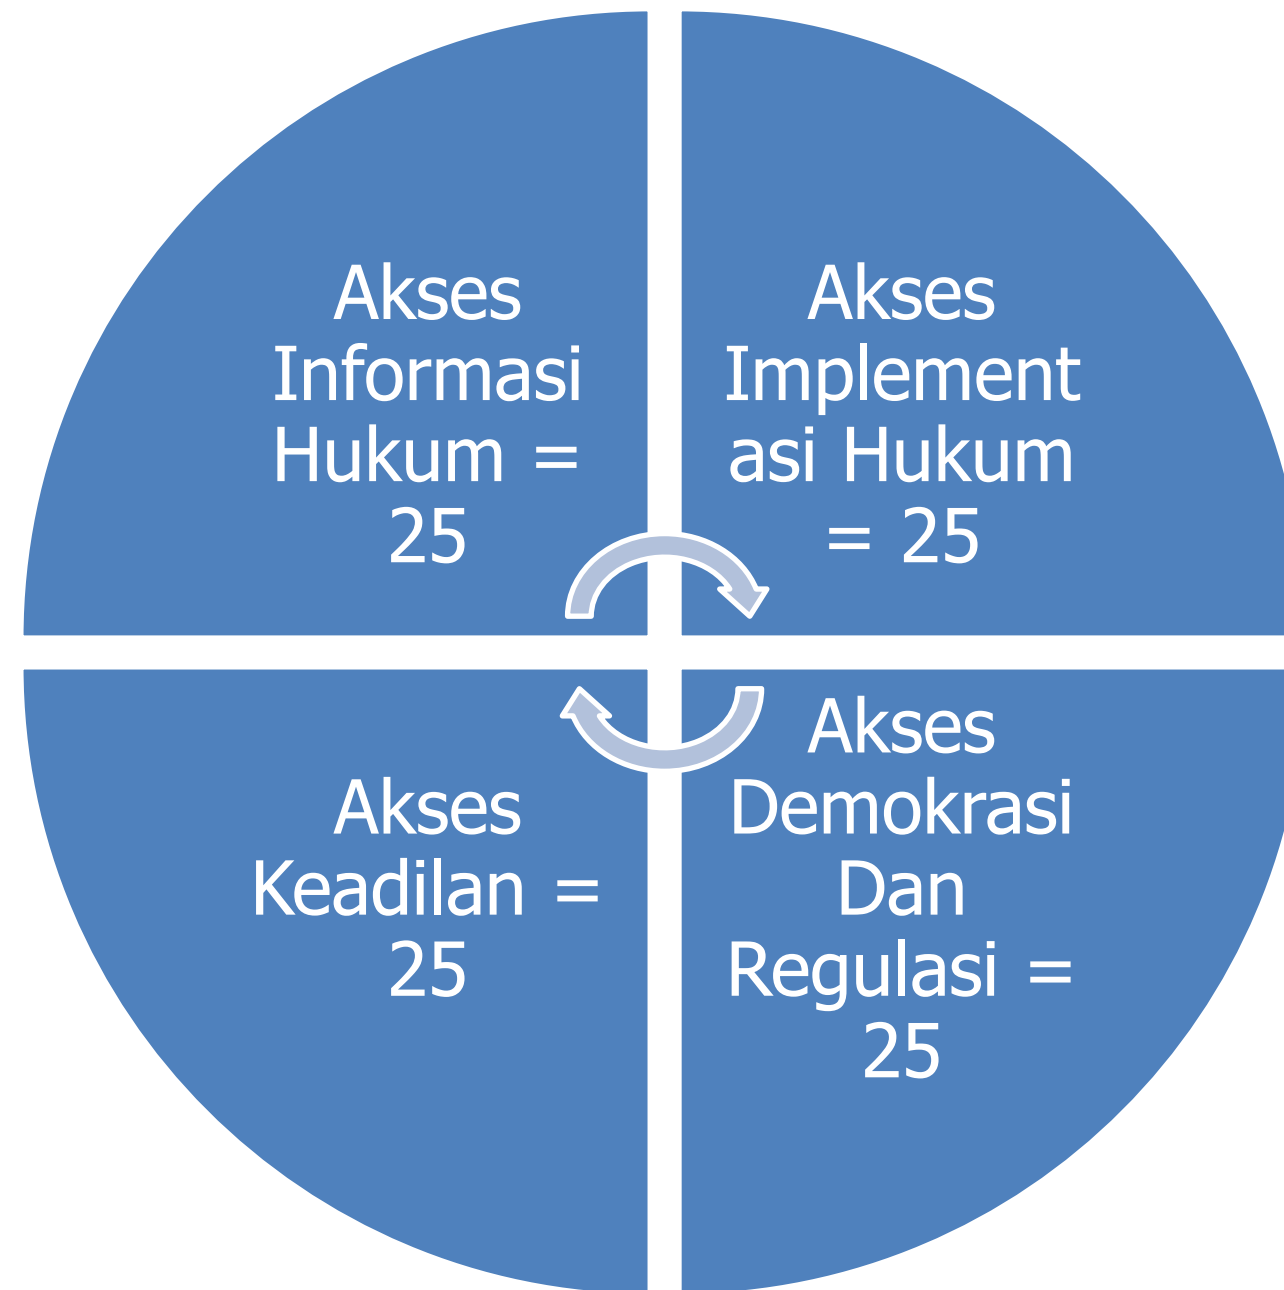 Akses
Informasi
Hukum =
25
Akses
Implement
asi Hukum
= 25
Akses
Keadilan =
25
Akses
Demokrasi
Dan
Regulasi =
25